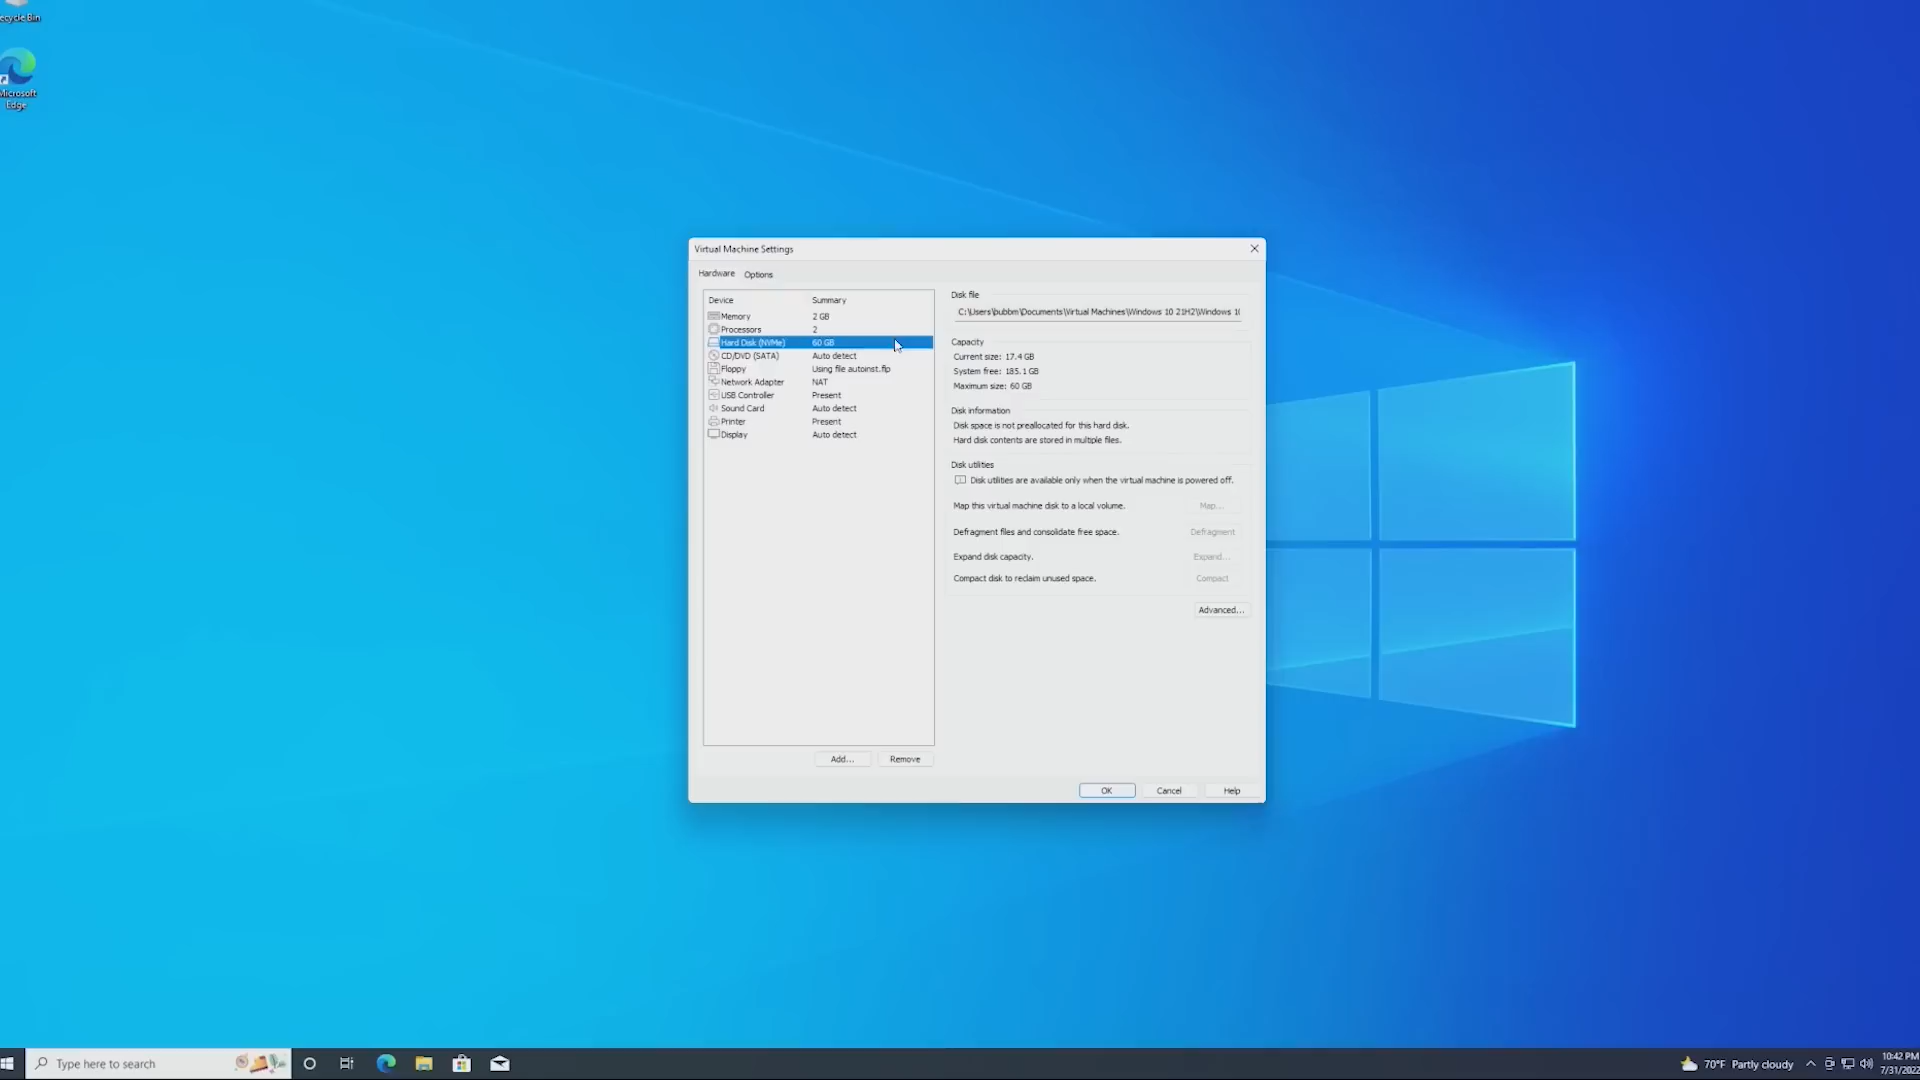 ecycle Bin
Microsoft
Edge
Virtual Machine Settings
Hardware Options
Device Summary
Memory 2 GB
Processors 2
Hard Disk (NVMe) 60 GB
CD/DVD (SATA) Auto detect
Floppy Using file autoinst.flp
Network Adapter NAT
USB Controller Present
Sound Card Auto detect
Printer Present
Display Auto detect
Add... Remove
Disk file
C:\Users\bubbm\Documents\Virtual Machines\Windows 10 21H2\Windows 10
Capacity
Current size: 17.4 GB
System free: 185.1 GB
Maximum size: 60 GB
Disk information
Disk space is not preallocated for this hard disk.
Hard disk contents are stored in multiple files.
Disk utilities
Disk utilities are available only when the virtual machine is powered off.
Map this virtual machine disk to a local volume. Map...
Defragment files and consolidate free space. Defragment
Expand disk capacity. Expand...
Compact disk to reclaim unused space. Compact
Advanced...
OK Cancel Help
Type here to search
70°F Partly cloudy
10:42 PM
7/31/2022